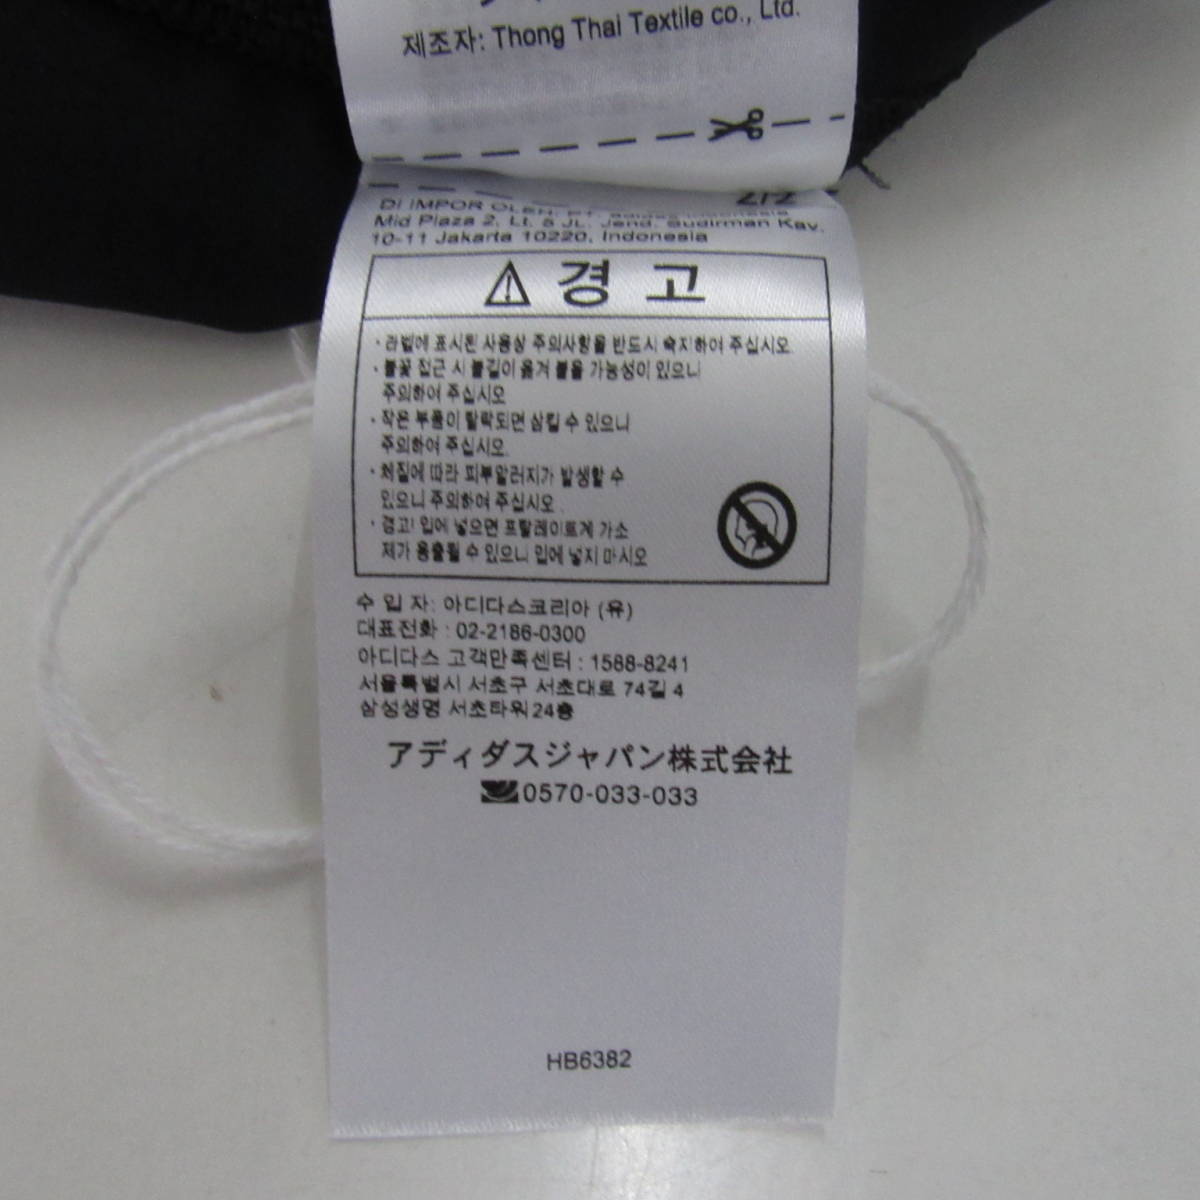 제조자: Thong Thai Textile co., Ltd.
2/2
DI IMPOR OLEH: PT. adidas Indonesia
Mid Plaza 2, Lt. 5 JL. Jend. Sudirman Kav.
10-11 Jakarta 10220, Indonesia
경 고
· 라벨에 표시된 사용상 주의사항을 반드시 숙지하여 주십시오.
· 불꽃 접근 시 불길이 옮겨 붙을 가능성이 있으니
주의하여 주십시오
· 작은 부품이 탈락되면 삼킬 수 있으니
주의하여 주십시오.
· 체질에 따라 피부알러지가 발생할 수
있으니 주의하여 주십시오.
· 경고! 입에 넣으면 프탈레이트계 가소
제가 용출될 수 있으니 입에 넣지 마시오
수 입 자: 아디다스코리아 (유)
대표전화 : 02-2186-0300
아디다스 고객만족센터 : 1588-8241
서울특별시 서초구 서초대로 74길 4
삼성생명 서초타워 24층
アディダスジャパン株式会社
0570-033-033
HB6382